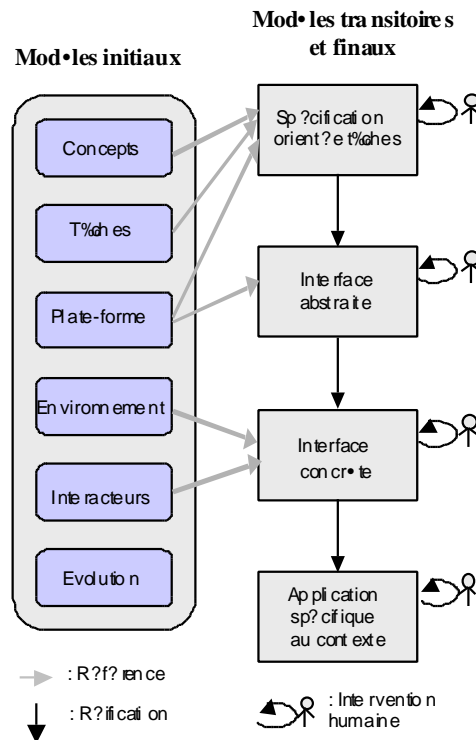 Mod•les initiaux
Concepts
T%ches
Plate-forme
Environnement
Interacteurs
Evolution
Mod•les transitoires
et finaux
Sp?cification
orient?e t%ches
Interface
abstraite
Interface
concr•te
Application
sp?cifique
au contexte
: R?f?rence
: R?ification
: Intervention
humaine